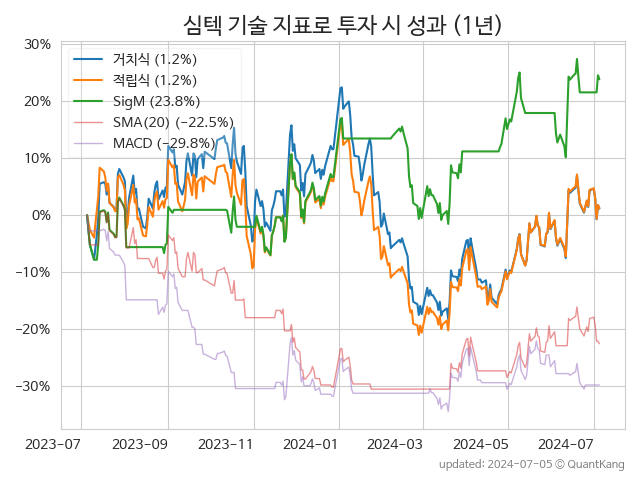 심텍 기술 지표로 투자 시 성과 (1년)
거치식 (1.2%)
적립식 (1.2%)
SigM (23.8%)
SMA(20) (−22.5%)
MACD (−29.8%)
30%
20%
10%
0%
−10%
−20%
−30%
2023-07
2023-09
2023-11
2024-01
2024-03
2024-05
2024-07
updated: 2024-07-05 © QuantKang